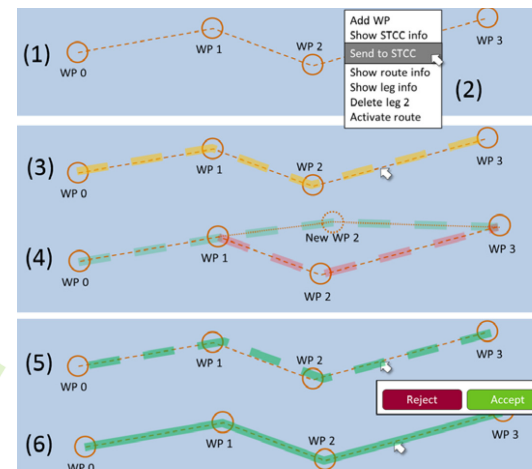 Add WP
Show STCC info
Send to STCC
Show route info
Show leg info
Delete leg 2
Activate route
(1)
WP 0
WP 1
WP 2
WP 3
(2)
(3)
WP 0
WP 1
WP 2
WP 3
(4)
WP 0
WP 1
New WP 2
WP 2
WP 3
(5)
WP 0
WP 1
WP 2
WP 3
Reject
Accept
(6)
WP 0
WP 1
WP 2
WP 3